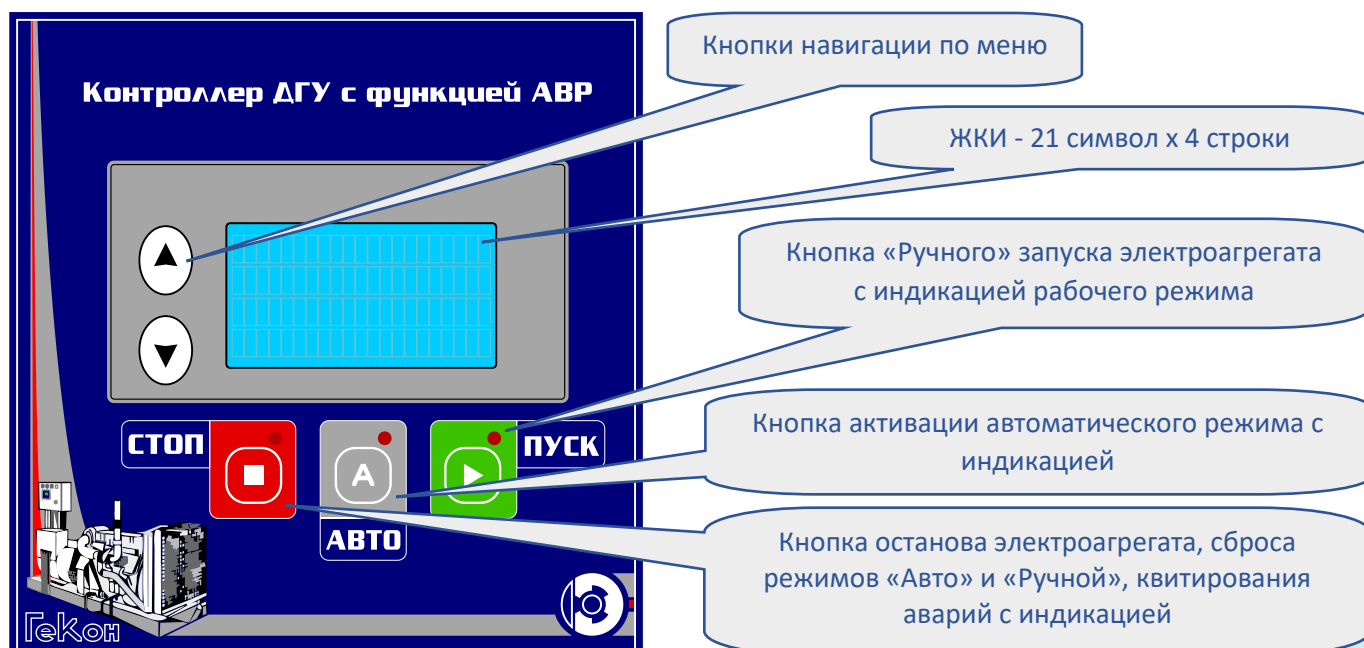 Контроллер ДГУ с функцией АВР
СТОП
А
АВТО
ПУСК
ГеКон
Кнопки навигации по меню
ЖКИ - 21 символ х 4 строки
Кнопка «Ручного» запуска электроагрегата
с индикацией рабочего режима
Кнопка активации автоматического режима с
индикацией
Кнопка останова электроагрегата, сброса
режимов «Авто» и «Ручной», квитирования
аварий с индикацией